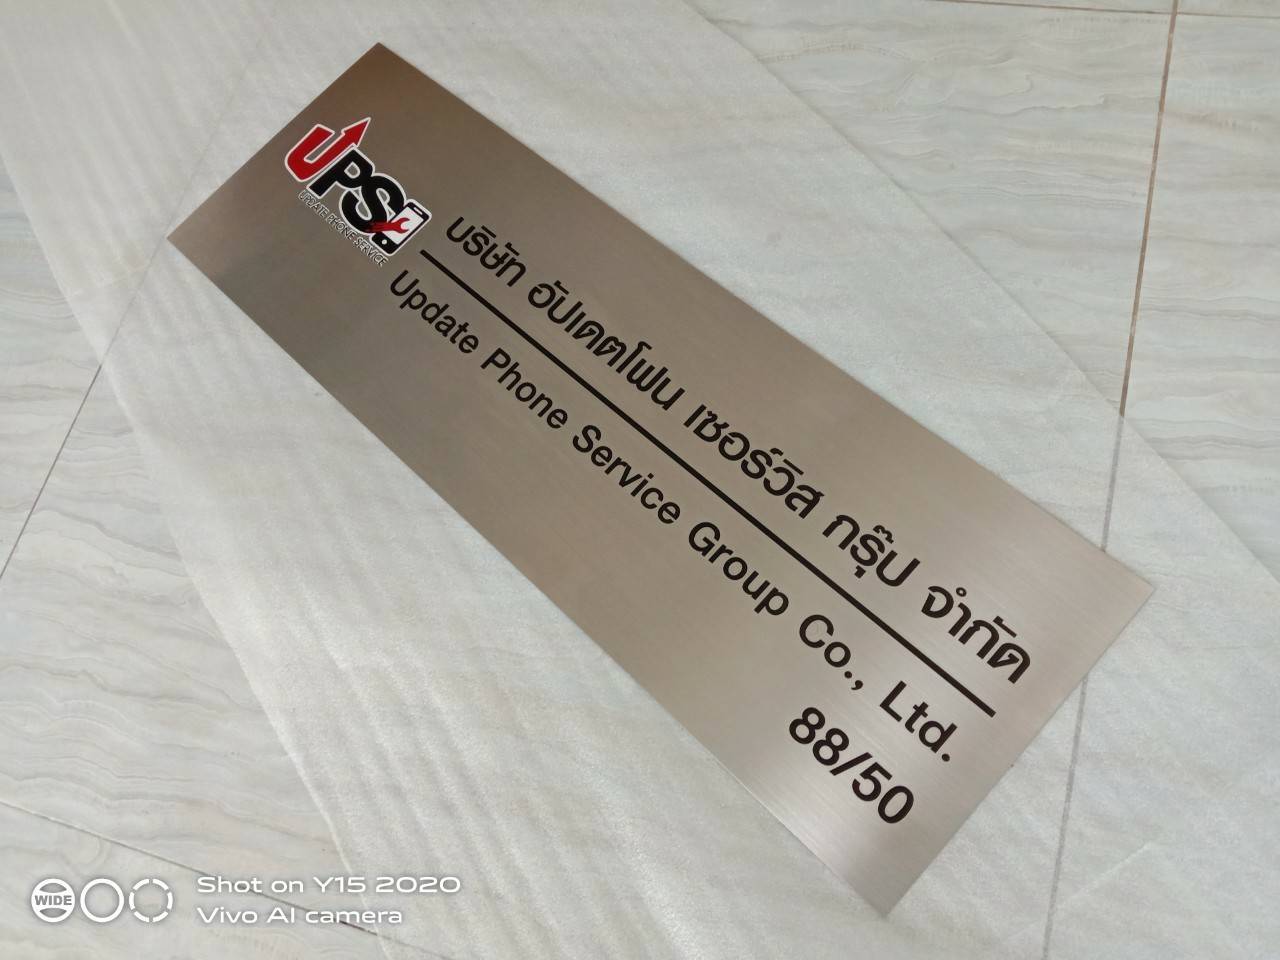 UPS
UPDATE PHONE SERVICE
บริษัท อัปเดตโฟน เซอร์วิส กรุ๊ป จำกัด
Update Phone Service Group Co., Ltd.
88/50
WIDE
Shot on Y15 2020
Vivo AI camera